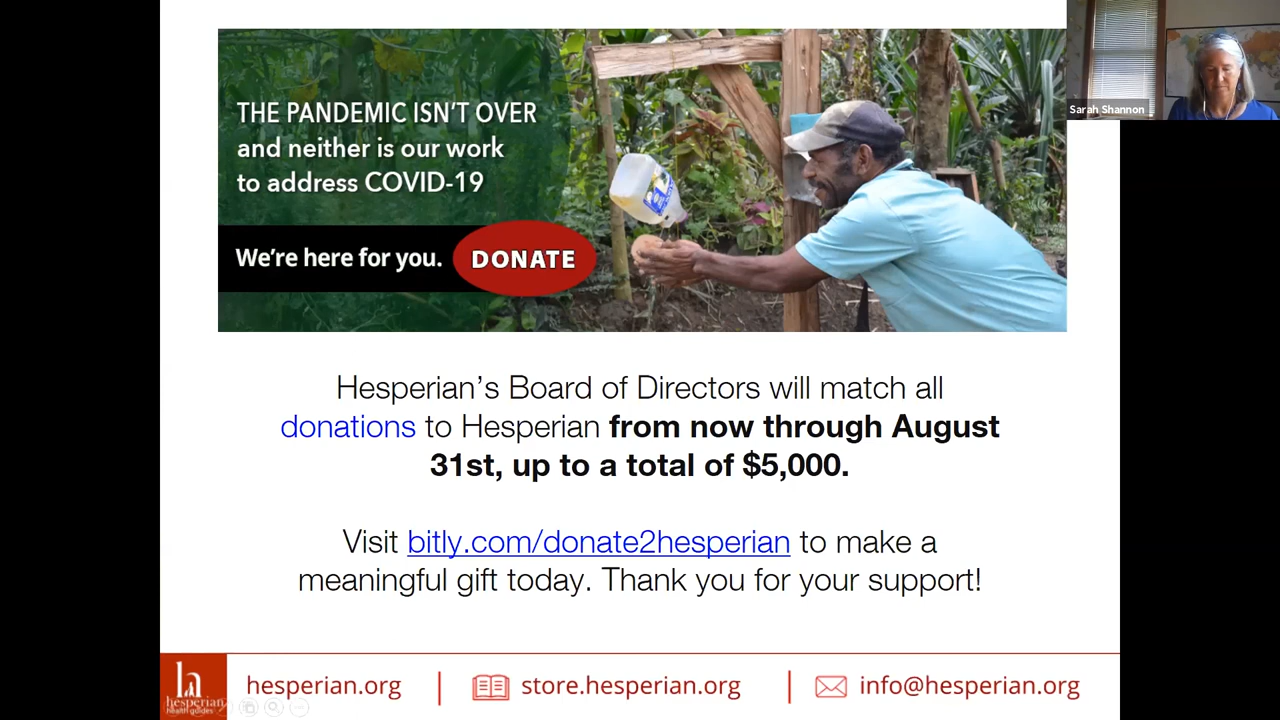 THE PANDEMIC ISN'T OVER
and neither is our work
to address COVID-19
We're here for you.
DONATE
Sarah Shannon
Hesperian's Board of Directors will match all
donations to Hesperian from now through August
31st, up to a total of $5,000.
Visit bitly.com/donate2hesperian to make a
meaningful gift today. Thank you for your support!
hesperian
health guides
hesperian.org
store.hesperian.org
info@hesperian.org